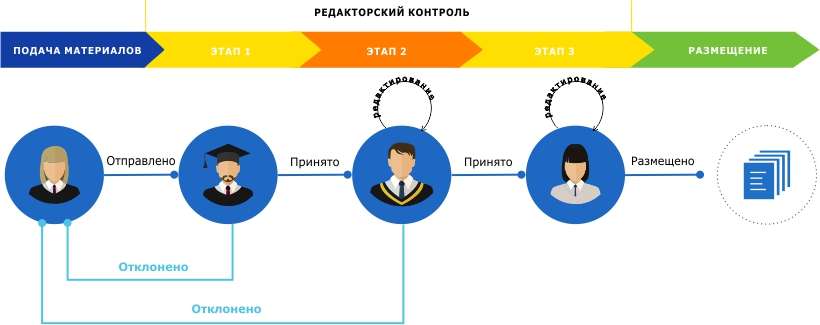 РЕДАКТОРСКИЙ КОНТРОЛЬ
ПОДАЧА МАТЕРИАЛОВ
ЭТАП 1
ЭТАП 2
ЭТАП 3
РАЗМЕЩЕНИЕ
редактирование
редактирование
Отправлено
Принято
Принято
Размещено
Отклонено
Отклонено